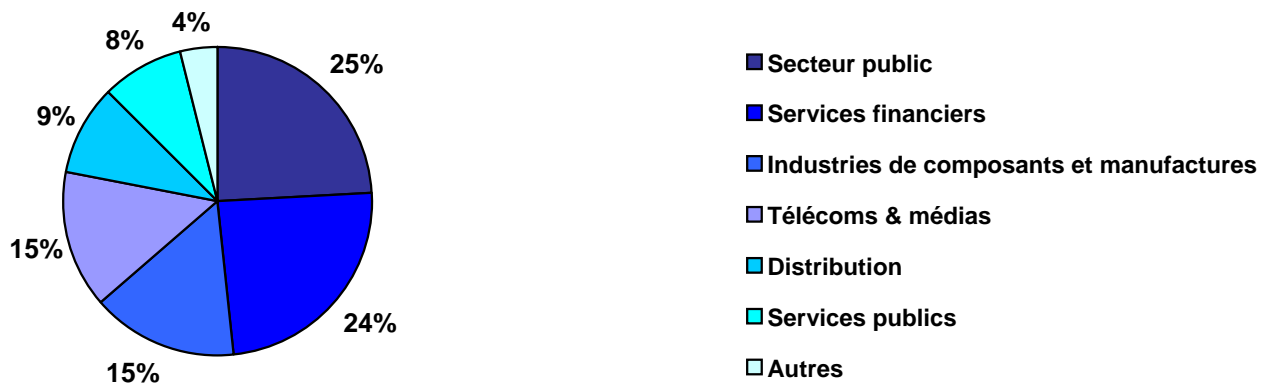 4%
8%
25%
9%
15%
24%
15%
Secteur public
Services financiers
Industries de composants et manufactures
Télécoms & médias
Distribution
Services publics
Autres